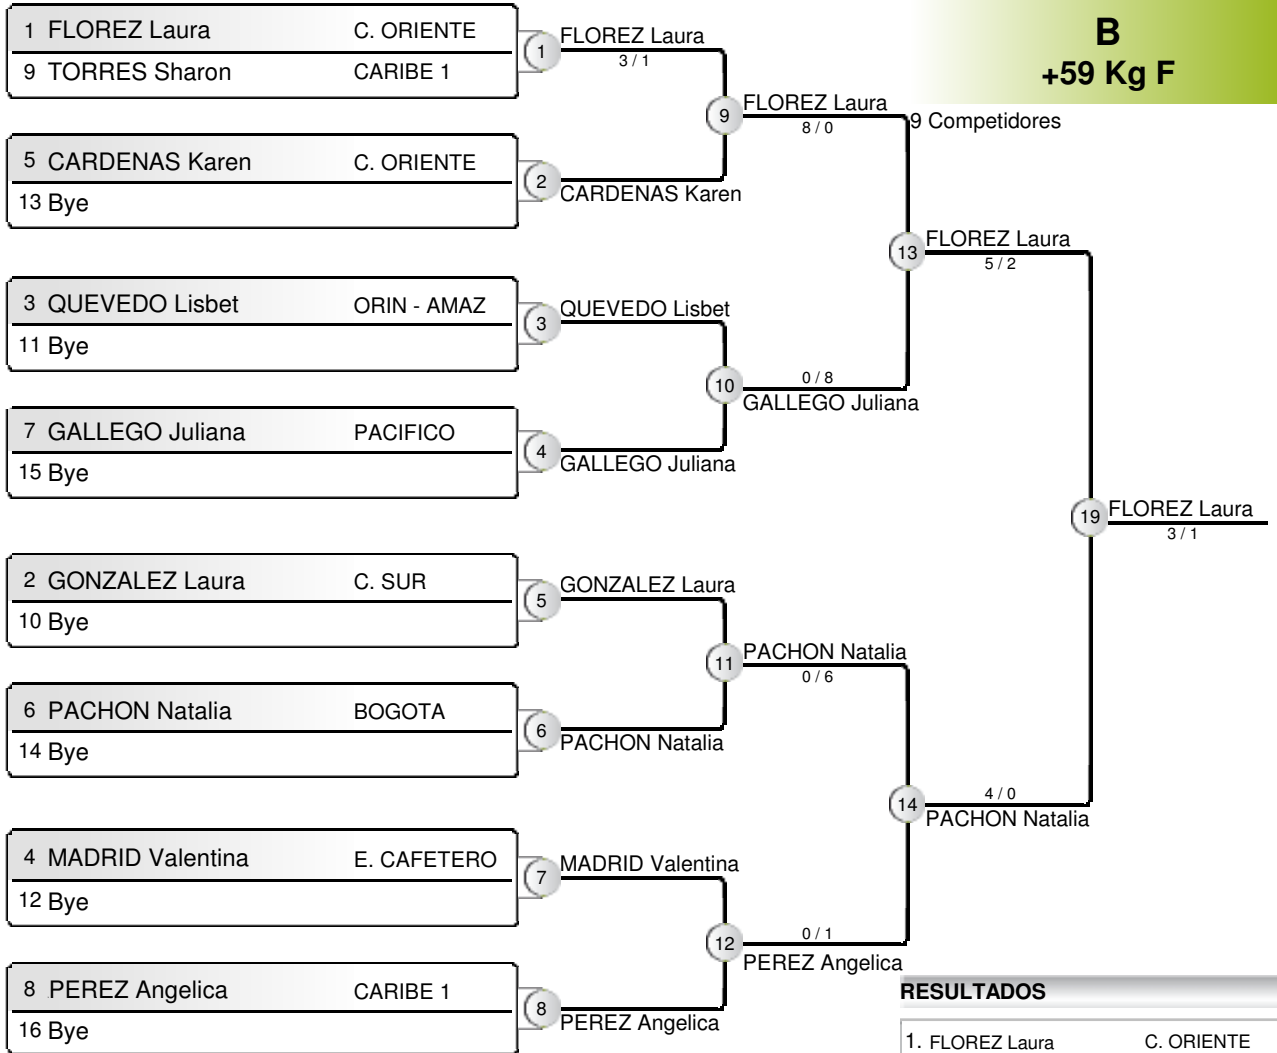 B
+59 Kg F
9 Competidores
1 FLOREZ Laura C. ORIENTE
9 TORRES Sharon CARIBE 1
5 CARDENAS Karen C. ORIENTE
13 Bye
3 QUEVEDO Lisbet ORIN - AMAZ
11 Bye
7 GALLEGO Juliana PACIFICO
15 Bye
2 GONZALEZ Laura C. SUR
10 Bye
6 PACHON Natalia BOGOTA
14 Bye
4 MADRID Valentina E. CAFETERO
12 Bye
8 PEREZ Angelica CARIBE 1
16 Bye
1 FLOREZ Laura
3 / 1
2 CARDENAS Karen
3 QUEVEDO Lisbet
4 GALLEGO Juliana
5 GONZALEZ Laura
6 PACHON Natalia
7 MADRID Valentina
8 PEREZ Angelica
9 FLOREZ Laura
8 / 0
10 0 / 8
GALLEGO Juliana
11 PACHON Natalia
0 / 6
12 0 / 1
PEREZ Angelica
13 FLOREZ Laura
5 / 2
14 4 / 0
PACHON Natalia
19 FLOREZ Laura
3 / 1
RESULTADOS
1. FLOREZ Laura C. ORIENTE